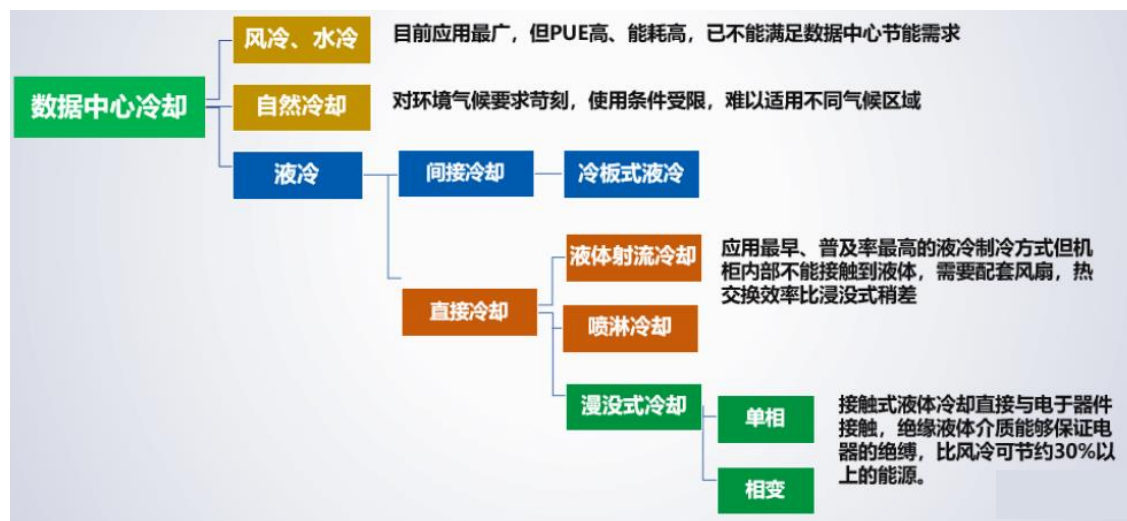 风冷、水冷
目前应用最广，但PUE高、能耗高，已不能满足数据中心节能需求
数据中心冷却
自然冷却
对环境气候要求苛刻，使用条件受限，难以适用不同气候区域
液冷
间接冷却
冷板式液冷
液体射流冷却
应用最早、普及率最高的液冷制冷方式但机
柜内部不能接触到液体，需要配套风扇，热
交换效率比浸没式稍差
直接冷却
喷淋冷却
漫没式冷却
单相
接触式液体冷却直接与电于器件
接触，绝缘液体介质能够保证电
器的绝缚，比风冷可节约30%以
上的能源。
相变